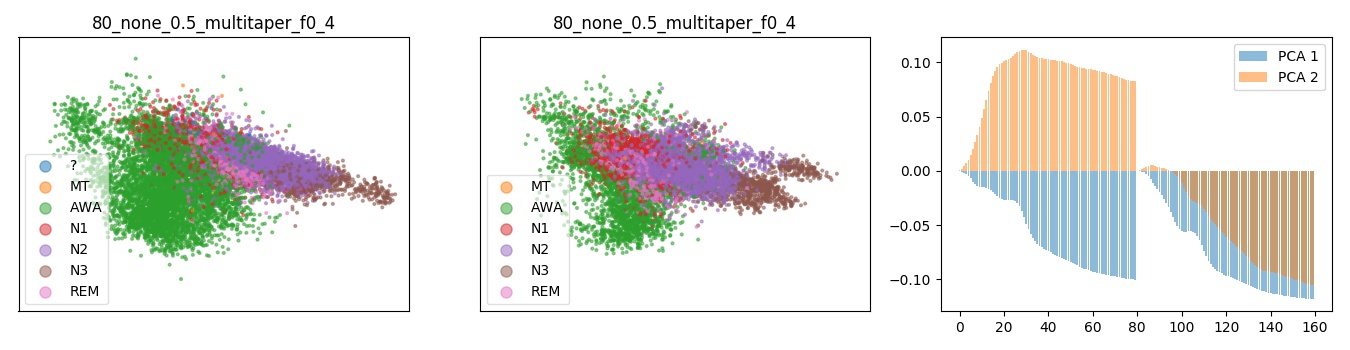 80_none_0.5_multitaper_f0_4
?
MT
AWA
N1
N2
N3
REM
80_none_0.5_multitaper_f0_4
MT
AWA
N1
N2
N3
REM
PCA 1
PCA 2
0.10
0.05
0.00
−0.05
−0.10
0 20 40 60 80 100 120 140 160